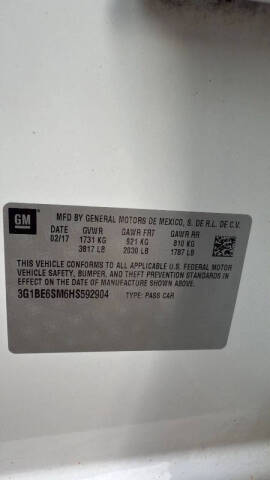 GM
MFD BY GENERAL MOTORS DE MEXICO, S. DE R.L. DE C.V.
DATE GVWR GAWR FRT GAWR RR
02/17 1731 KG 921 KG 810 KG
3817 LB 2030 LB 1787 LB
THIS VEHICLE CONFORMS TO ALL APPLICABLE U.S. FEDERAL MOTOR
VEHICLE SAFETY, BUMPER, AND THEFT PREVENTION STANDARDS IN
EFFECT ON THE DATE OF MANUFACTURE SHOWN ABOVE.
3G1BE6SM6HS592904 TYPE: PASS CAR